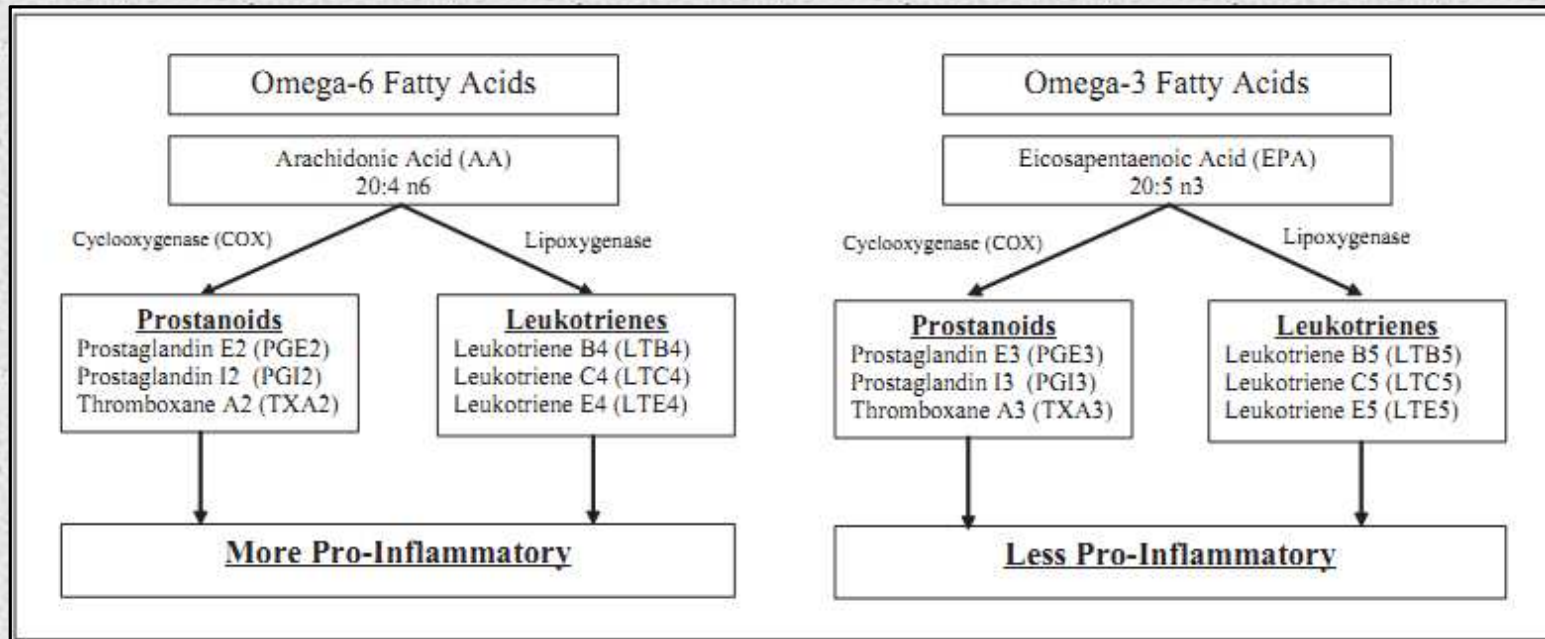 Omega-6 Fatty Acids
Arachidonic Acid (AA)
20:4 n6
Cyclooxygenase (COX)
Lipoxygenase
Prostanoids
Prostaglandin E2 (PGE2)
Prostaglandin I2 (PGI2)
Thromboxane A2 (TXA2)
Leukotrienes
Leukotriene B4 (LTB4)
Leukotriene C4 (LTC4)
Leukotriene E4 (LTE4)
More Pro-Inflammatory
Omega-3 Fatty Acids
Eicosapentaenoic Acid (EPA)
20:5 n3
Cyclooxygenase (COX)
Lipoxygenase
Prostanoids
Prostaglandin E3 (PGE3)
Prostaglandin I3 (PGI3)
Thromboxane A3 (TXA3)
Leukotrienes
Leukotriene B5 (LTB5)
Leukotriene C5 (LTC5)
Leukotriene E5 (LTE5)
Less Pro-Inflammatory